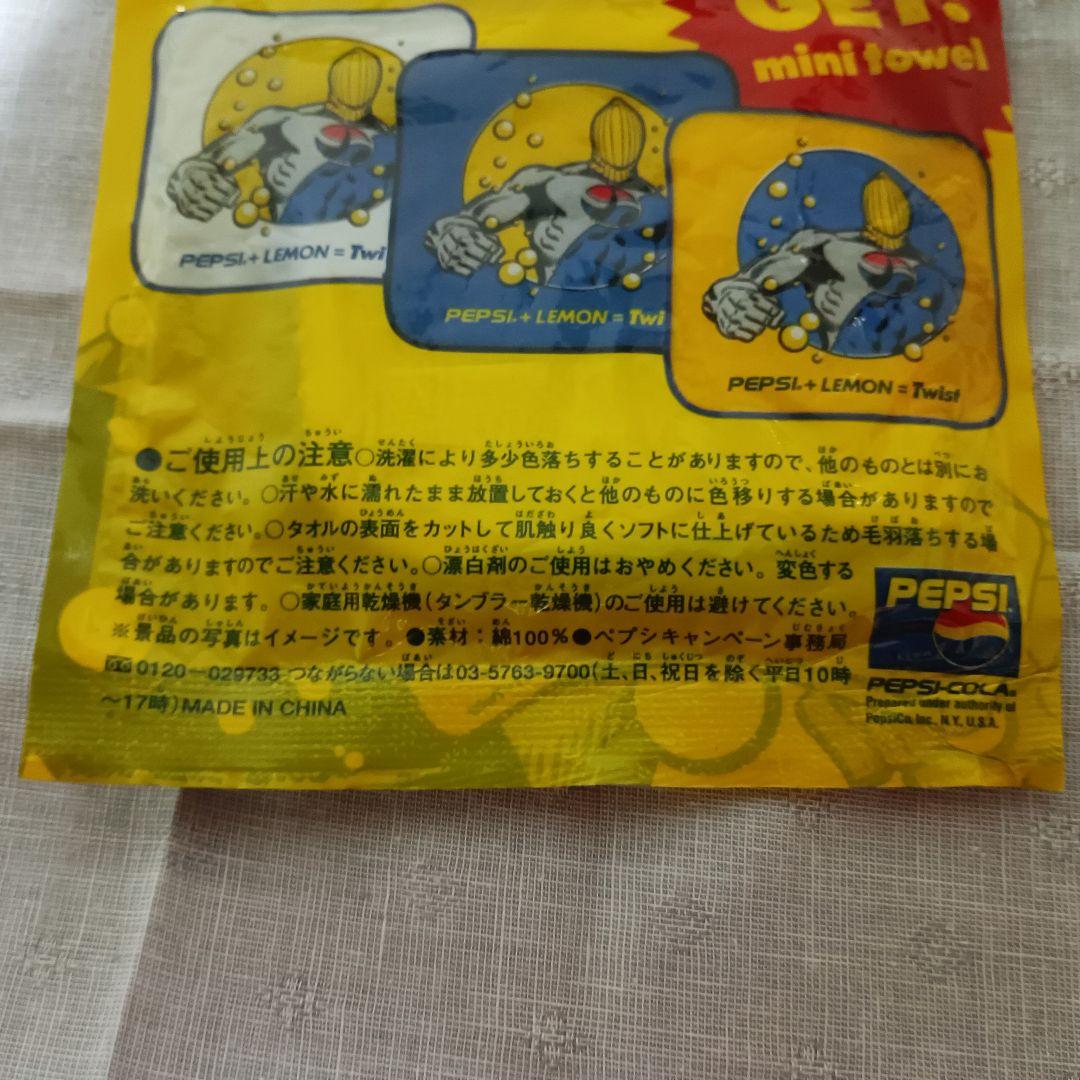 GET!
mini towel
PEPSI + LEMON = Twi
PEPSI + LEMON = Twi
PEPSI + LEMON = Twist
●ご使用上の注意○洗濯により多少色落ちすることがありますので、他のものとは別にお
洗いください。○汗や水に濡れたまま放置しておくと他のものに色移りする場合がありますので
ご注意ください。○タオルの表面をカットして肌触り良くソフトに仕上げているため毛羽落ちする場
合がありますのでご注意ください。○漂白剤のご使用はおやめください。変色する
場合があります。○家庭用乾燥機(タンブラー乾燥機)のご使用は避けてください。
※景品の写真はイメージです。●素材:綿100%●ペプシキャンペーン事務局
0120-029733 つながらない場合は03-5763-9700(土、日、祝日を除く平日10時
〜17時)MADE IN CHINA
PEPSI
PEPSI-COLA®
Prepared under authority of
PepsiCo, Inc., N.Y., U.S.A.